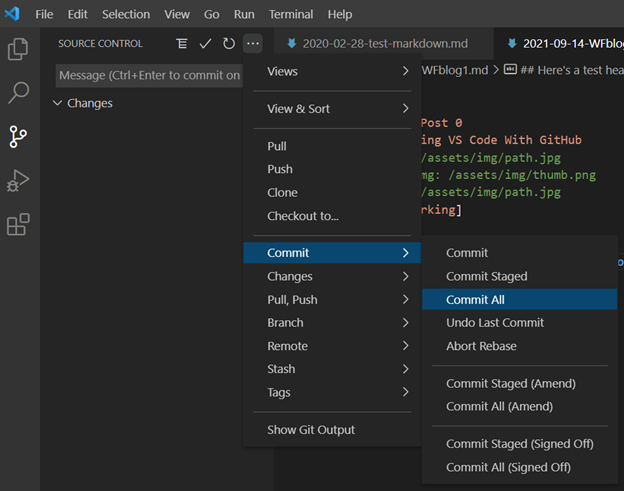 File Edit Selection View Go Run Terminal Help
SOURCE CONTROL
2020-02-28-test-markdown.md
2021-09-14-WFblog
Message (Ctrl+Enter to commit on
WFblog1.md > abc ## Here's a test hea
Changes
Post 0
ing VS Code With GitHub
/assets/img/path.jpg
mg: /assets/img/thumb.png
/assets/img/path.jpg
rking]
Views
View & Sort
Pull
Push
Clone
Checkout to...
Commit
Changes
Pull, Push
Branch
Remote
Stash
Tags
Show Git Output
Commit
Commit Staged
Commit All
Undo Last Commit
Abort Rebase
Commit Staged (Amend)
Commit All (Amend)
Commit Staged (Signed Off)
Commit All (Signed Off)